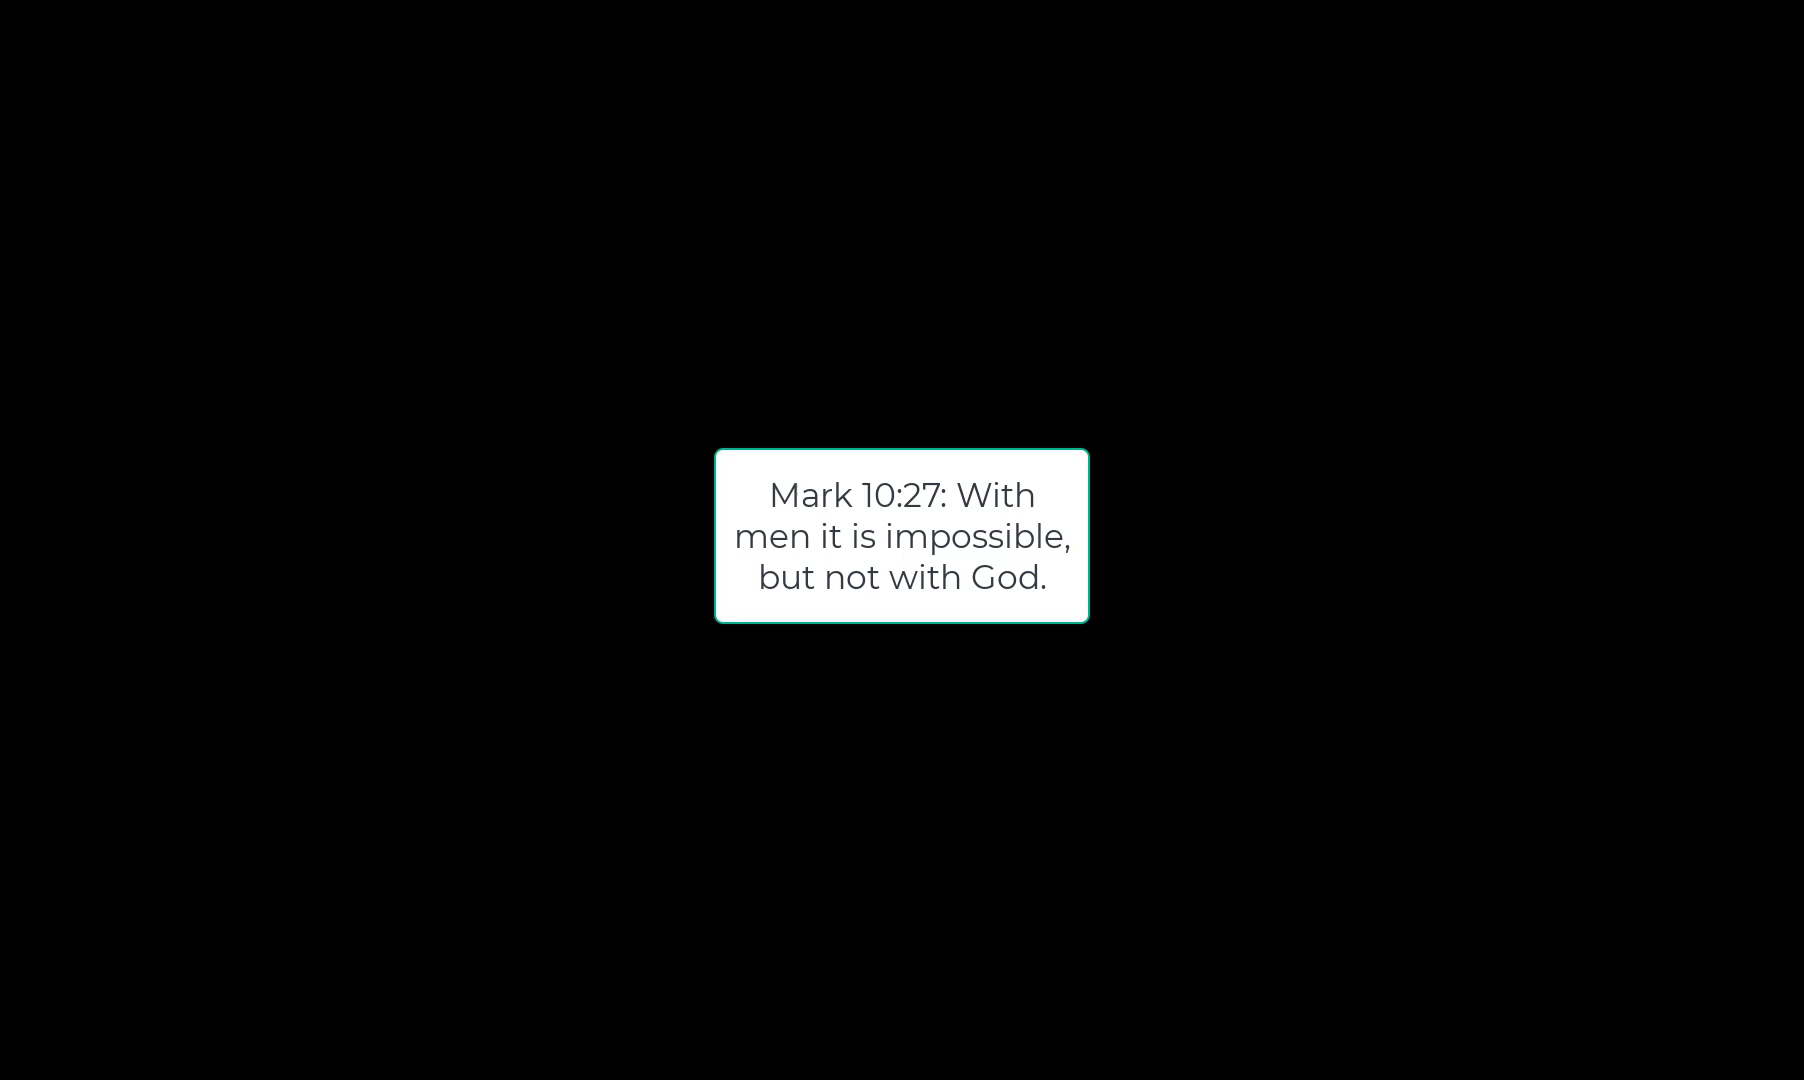 Mark 10:27: With
men it is impossible,
but not with God.